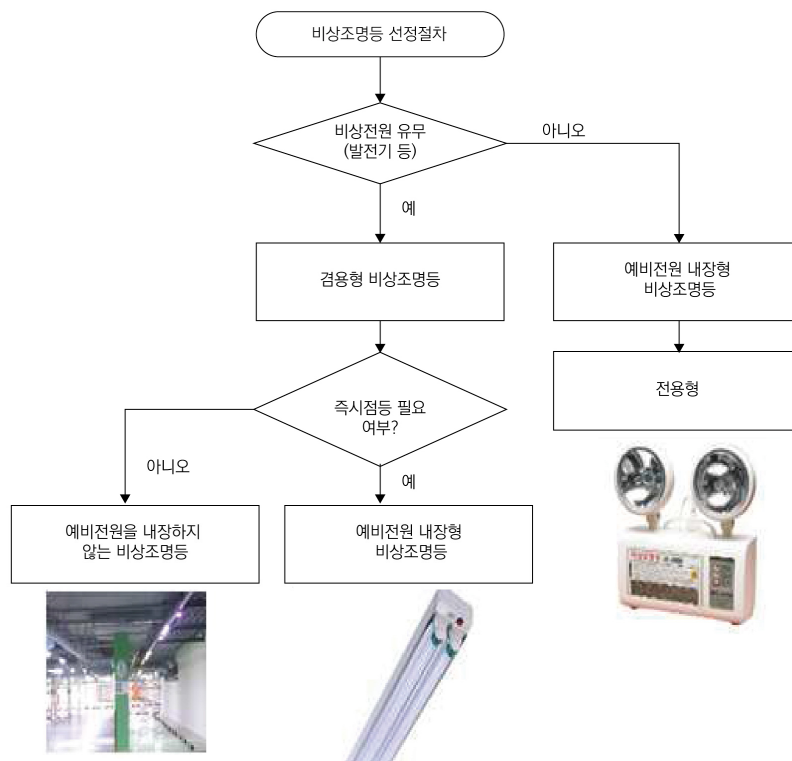 비상조명등 선정절차
비상전원 유무
(발전기 등)
아니오
예
겸용형 비상조명등
예비전원 내장형
비상조명등
전용형
즉시점등 필요
여부?
아니오
예
예비전원을 내장하지
않는 비상조명등
예비전원 내장형
비상조명등